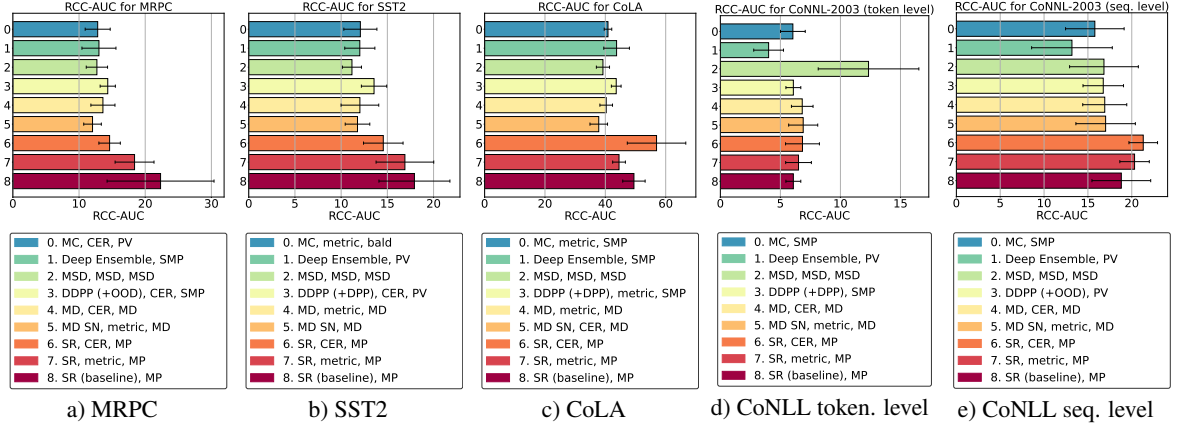 RCC-AUC for MRPC
0
1
2
3
4
5
6
7
8
0 10 20 30
RCC-AUC
0. MC, CER, PV
1. Deep Ensemble, SMP
2. MSD, MSD, MSD
3. DDPP (+OOD), CER, SMP
4. MD, CER, MD
5. MD SN, metric, MD
6. SR, CER, MP
7. SR, metric, MP
8. SR (baseline), MP
a) MRPC
RCC-AUC for SST2
0
1
2
3
4
5
6
7
8
0 5 10 15 20
RCC-AUC
0. MC, metric, bald
1. Deep Ensemble, PV
2. MSD, MSD, MSD
3. DDPP (+DPP), CER, PV
4. MD, metric, MD
5. MD SN, MD
6. SR, CER, MP
7. SR, metric, MP
8. SR (baseline), MP
b) SST2
RCC-AUC for CoLA
0
1
2
3
4
5
6
7
8
0 20 40 60
RCC-AUC
0. MC, metric, SMP
1. Deep Ensemble, SMP
2. MSD, MSD, MSD
3. DDPP (+DPP), metric, SMP
4. MD, metric, MD
5. MD SN, CER, MD
6. SR, CER, MP
7. SR, metric, MP
8. SR (baseline), MP
c) CoLA
RCC-AUC for CoNNL-2003 (token level)
0
1
2
3
4
5
6
7
8
0 5 10 15
RCC-AUC
0. MC, SMP
1. Deep Ensemble, PV
2. MSD, MSD, MSD
3. DDPP (+DPP), SMP
4. MD, CER, MD
5. MD SN, metric, MD
6. SR, CER, MP
7. SR, metric, MP
8. SR (baseline), MP
d) CoNLL token. level
RCC-AUC for CoNNL-2003 (seq. level)
0
1
2
3
4
5
6
7
8
0 5 10 15 20
RCC-AUC
0. MC, SMP
1. Deep Ensemble, PV
2. MSD, MSD, MSD
3. DDPP (+OOD), PV
4. MD, CER, MD
5. MD SN, metric, MD
6. SR, CER, MP
7. SR, metric, MP
8. SR (baseline), MP
e) CoNLL seq. level